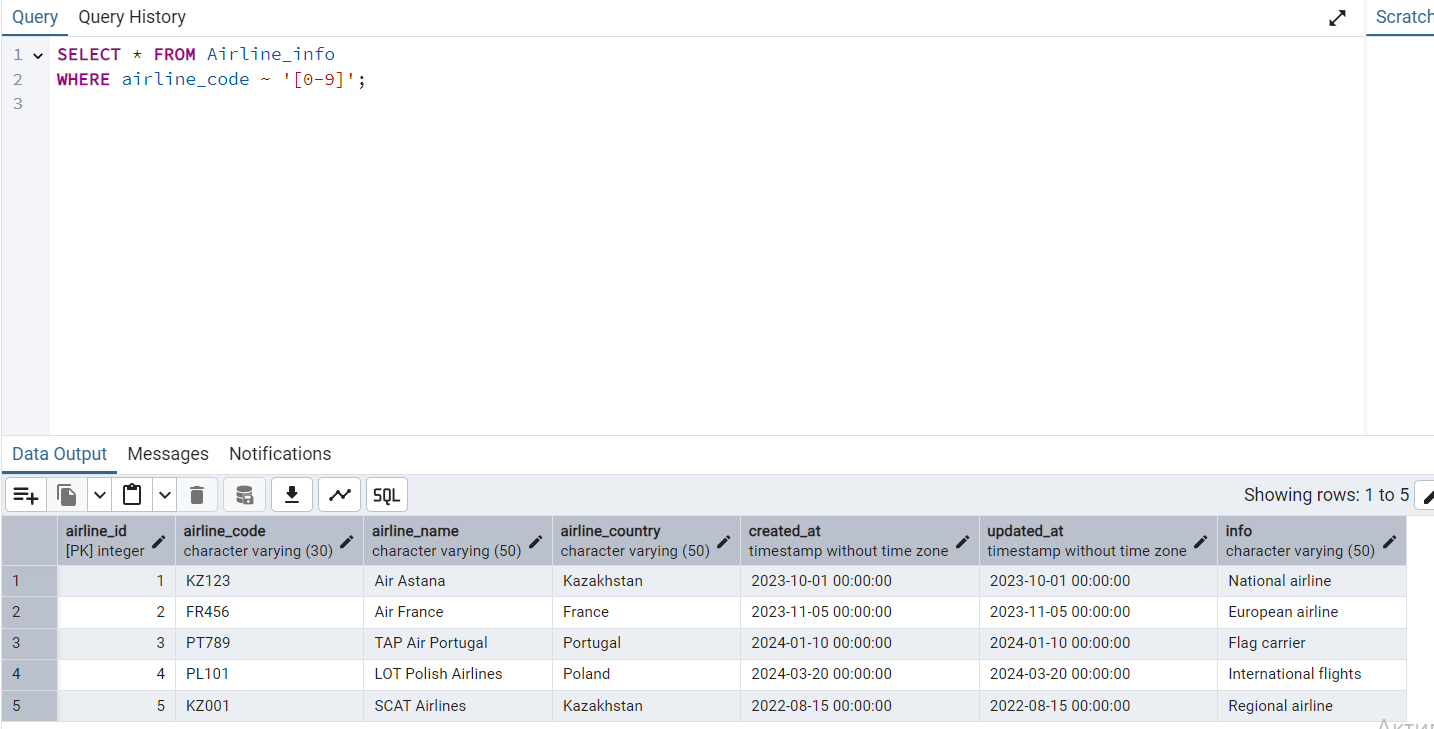 Query Query History Scratch
1 SELECT * FROM Airline_info
2 WHERE airline_code ~ '[0-9]';
3
Data Output Messages Notifications
SQL Showing rows: 1 to 5
airline_id airline_code airline_name airline_country created_at updated_at info
[PK] integer character varying (30) character varying (50) character varying (50) timestamp without time zone timestamp without time zone character varying (50)
1 1 KZ123 Air Astana Kazakhstan 2023-10-01 00:00:00 2023-10-01 00:00:00 National airline
2 2 FR456 Air France France 2023-11-05 00:00:00 2023-11-05 00:00:00 European airline
3 3 PT789 TAP Air Portugal Portugal 2024-01-10 00:00:00 2024-01-10 00:00:00 Flag carrier
4 4 PL101 LOT Polish Airlines Poland 2024-03-20 00:00:00 2024-03-20 00:00:00 International flights
5 5 KZ001 SCAT Airlines Kazakhstan 2022-08-15 00:00:00 2022-08-15 00:00:00 Regional airline